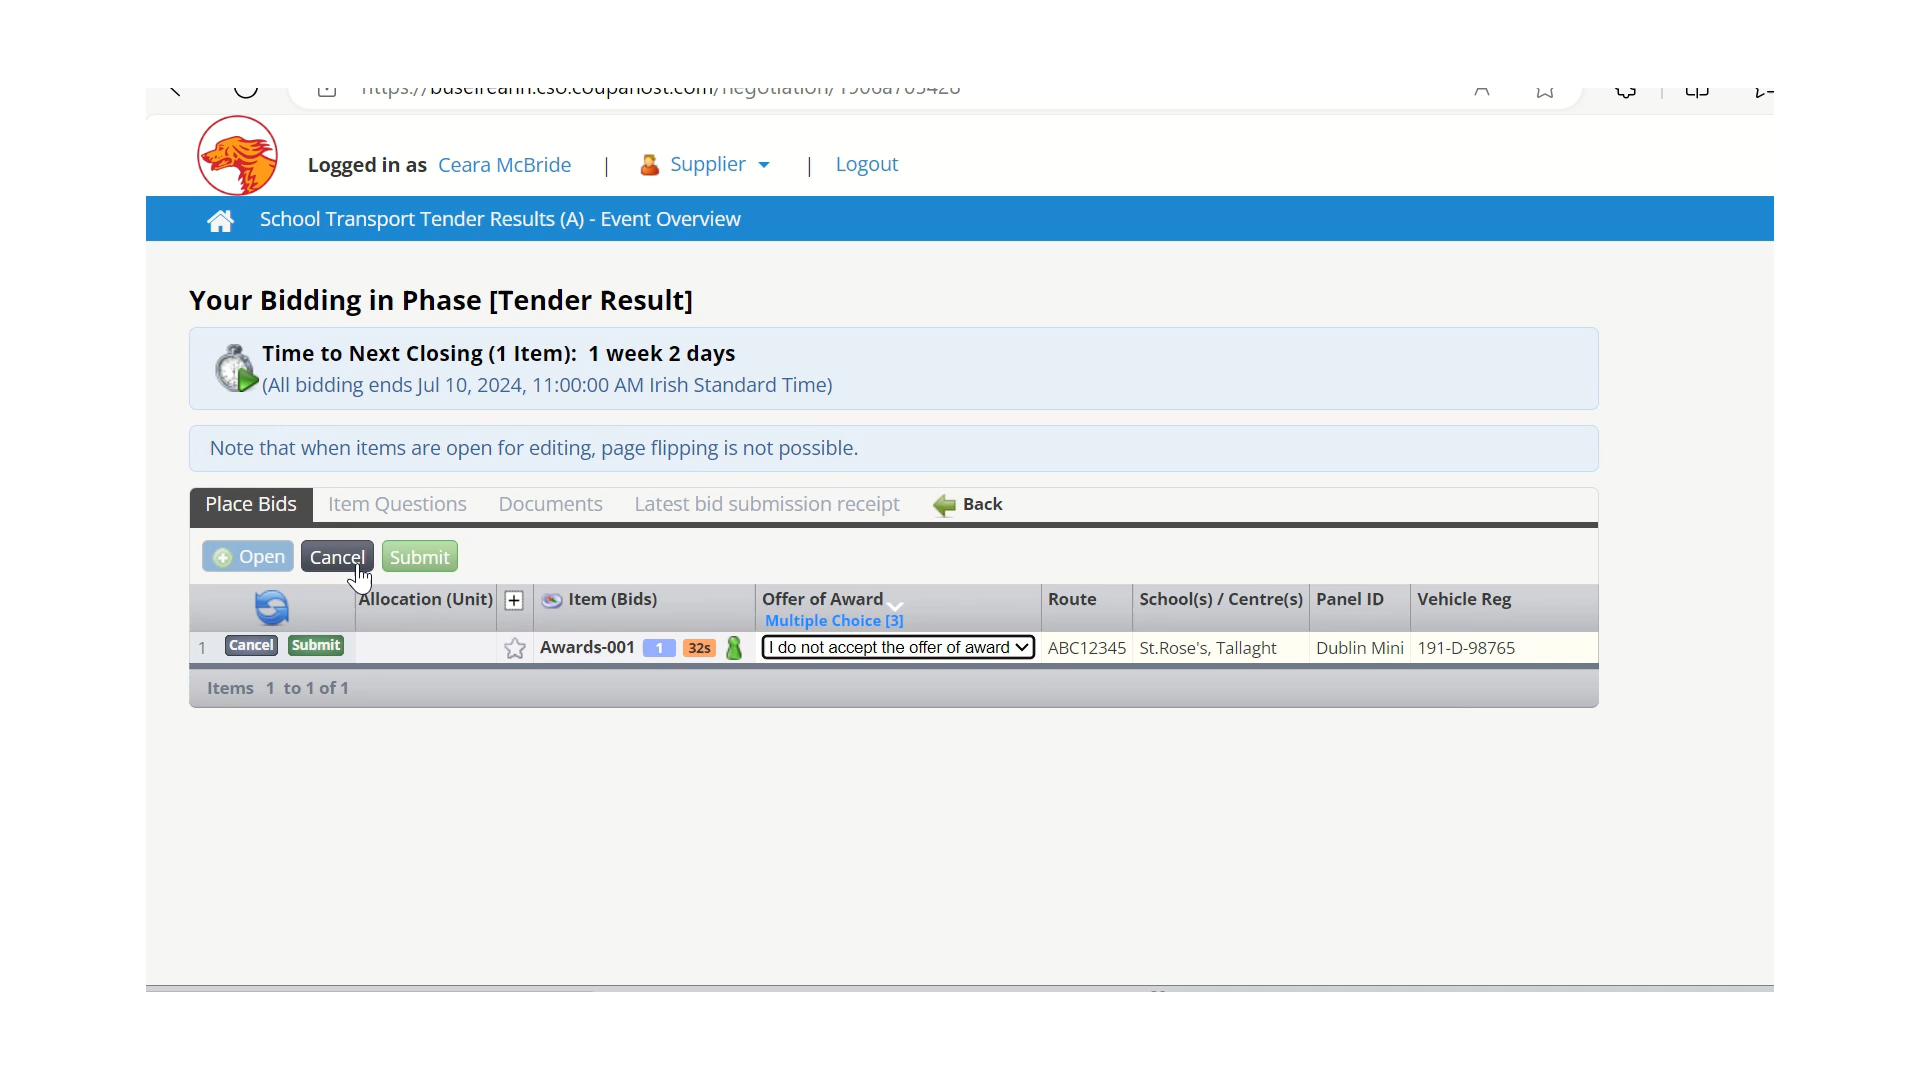 Logged in as Ceara McBride | Supplier | Logout
School Transport Tender Results (A) - Event Overview
Your Bidding in Phase [Tender Result]
Time to Next Closing (1 Item): 1 week 2 days
(All bidding ends Jul 10, 2024, 11:00:00 AM Irish Standard Time)
Note that when items are open for editing, page flipping is not possible.
Place Bids Item Questions Documents Latest bid submission receipt Back
Open Cancel Submit
Allocation (Unit) Item (Bids) Offer of Award Route School(s) / Centre(s) Panel ID Vehicle Reg
Multiple Choice [3]
1 Cancel Submit Awards-001 1 32s I do not accept the offer of award ABC12345 St.Rose's, Tallaght Dublin Mini 191-D-98765
Items 1 to 1 of 1